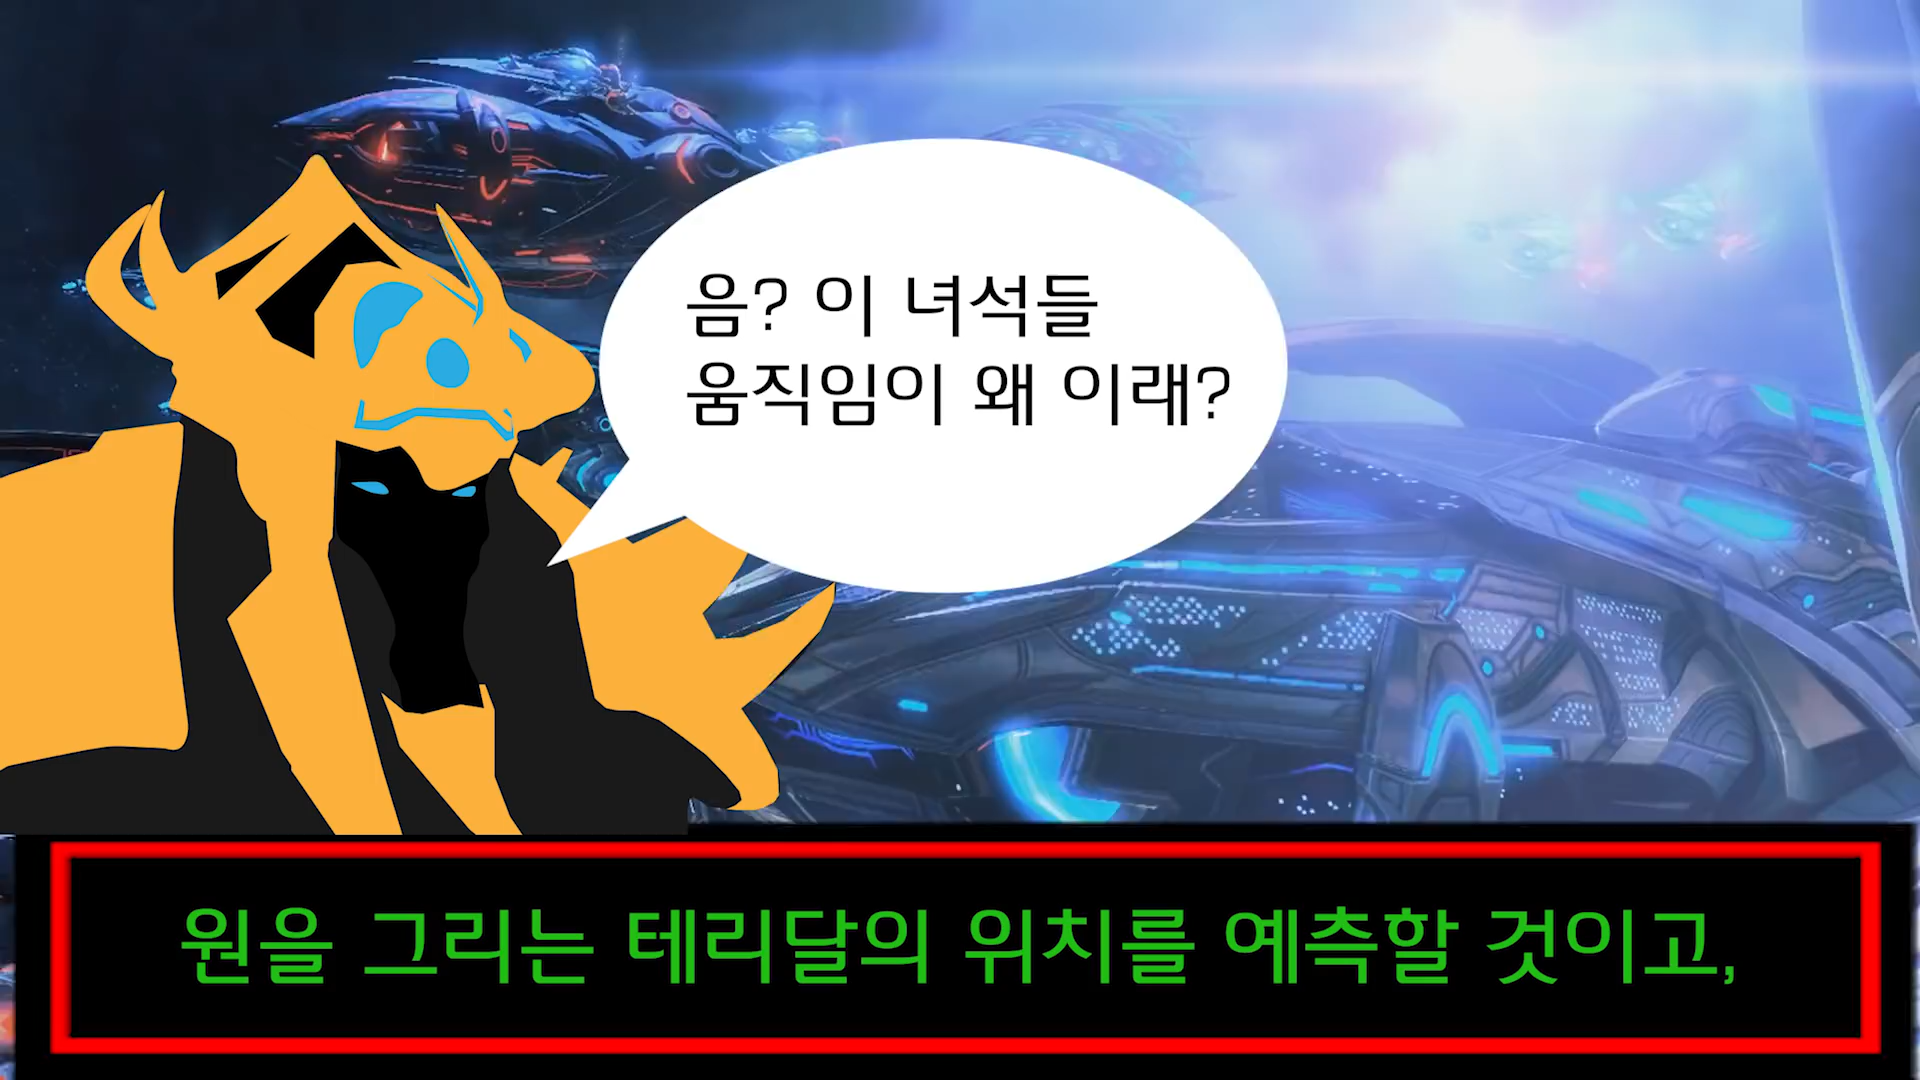 음? 이 녀석들
움직임이 왜 이래?
원을 그리는 테리달의 위치를 예측할 것이고,